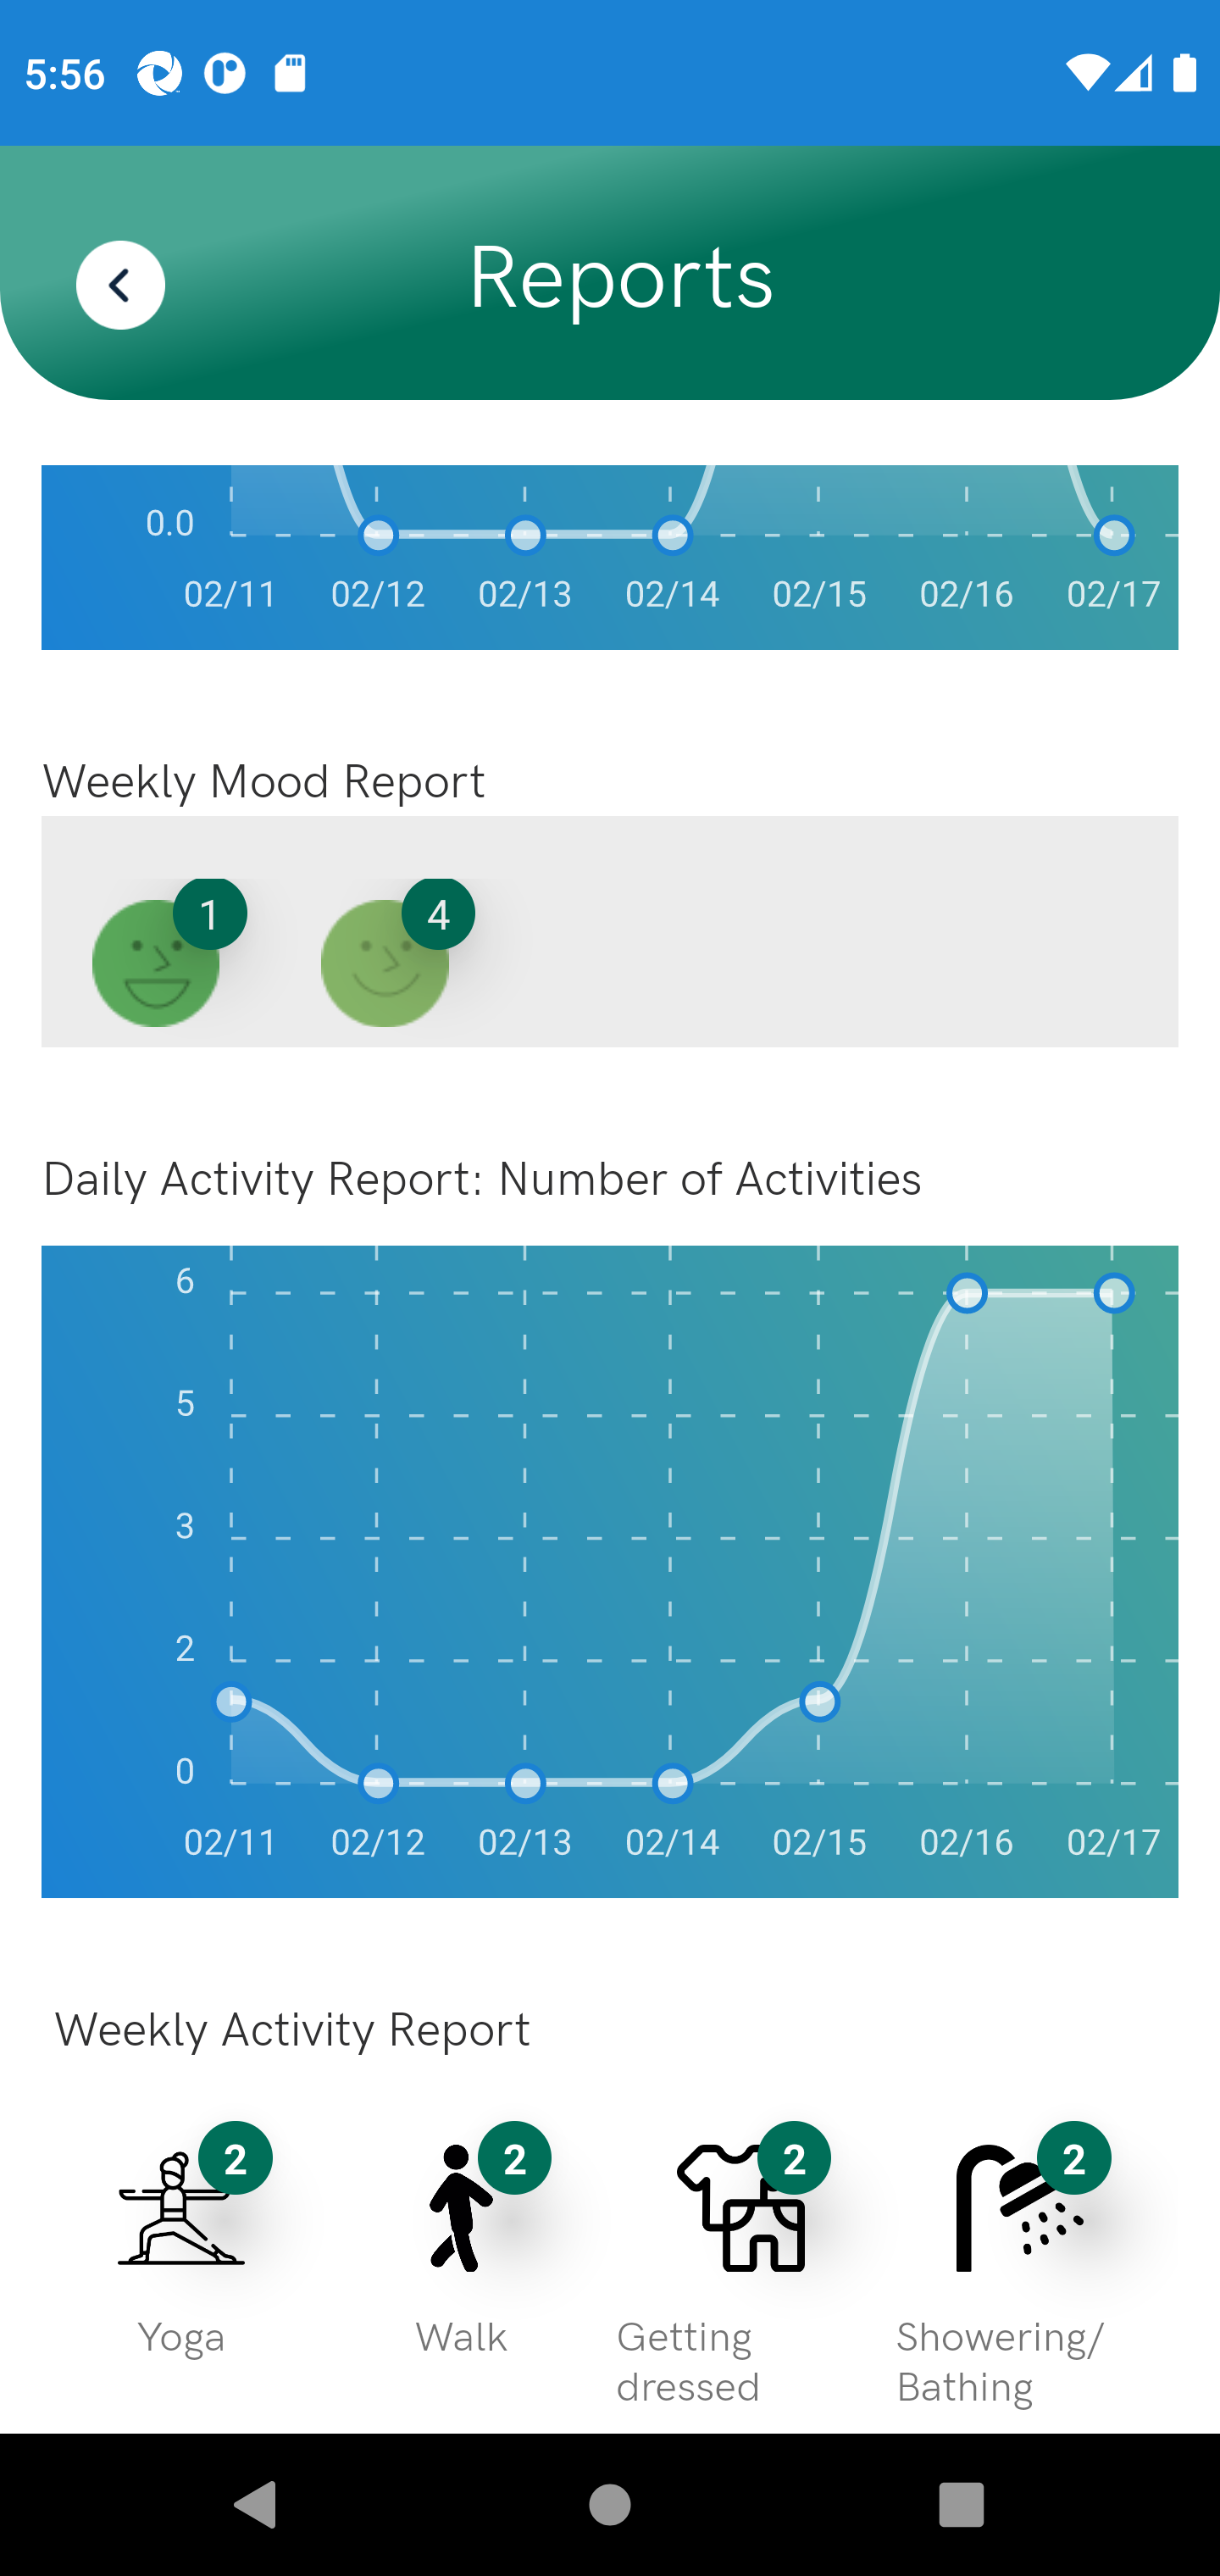 5:56
Reports
0.0
02/11 02/12 02/13 02/14 02/15 02/16 02/17
Weekly Mood Report
1 4
Daily Activity Report: Number of Activities
6
5
3
2
0
02/11 02/12 02/13 02/14 02/15 02/16 02/17
Weekly Activity Report
2 2 2 2
Yoga Walk Getting Showering/
dressed Bathing